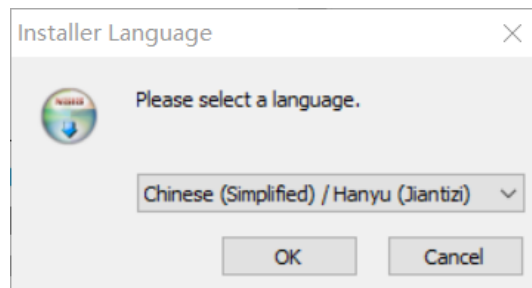 Installer Language
Please select a language.
Chinese (Simplified) / Hanyu (Jiantizi)
OK
Cancel